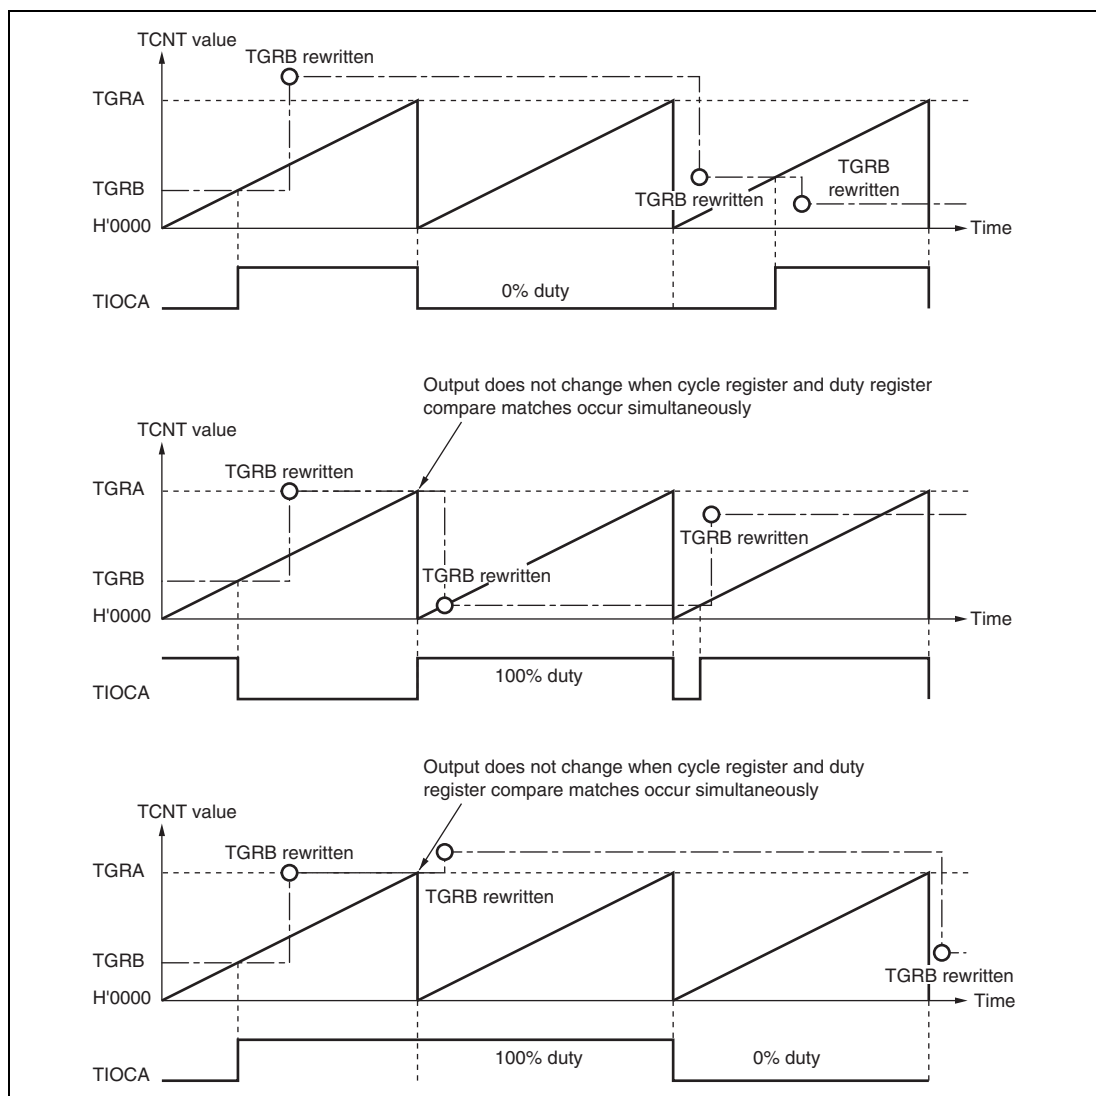 TCNT value
TGRB rewritten
TGRA
TGRB
rewritten
TGRB
TGRB rewritten
H'0000
Time
0% duty
TIOCA
Output does not change when cycle register and duty register
compare matches occur simultaneously
TCNT value
TGRB rewritten
TGRA
TGRB rewritten
TGRB
TGRB rewritten
H'0000
Time
100% duty
TIOCA
Output does not change when cycle register and duty
register compare matches occur simultaneously
TCNT value
TGRB rewritten
TGRA
TGRB rewritten
TGRB
TGRB rewritten
H'0000
Time
100% duty
0% duty
TIOCA